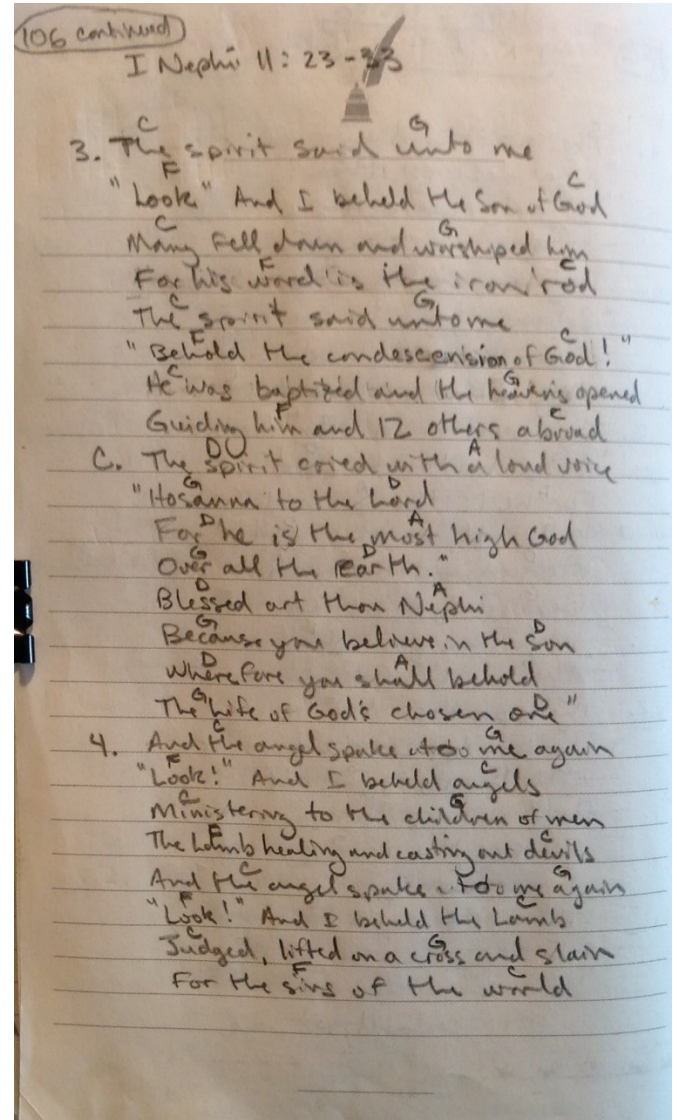 106 continued
I Nephi 11: 23-33
C G
3. The spirit said unto me
F C
"Look" And I beheld the Son of God
C G
Many fell down and worshiped him
F C
For his word is the iron rod
C G
The spirit said unto me
F C
"Behold the condescension of God!"
C G
He was baptized and the heavens opened
F C
Guiding him and 12 others abroad
D A
C. The spirit cried with a loud voice
G D
"Hosanna to the Lord
D A
For he is the most high God
G D
Over all the earth."
D A
Blessed art thou Nephi
G D
Because you believe in the Son
D A
Wherefore you shall behold
G D
The Life of God's chosen one"
C G
4. And the angel spake to me again
F C
"Look!" And I beheld angels
C G
Ministering to the children of men
F C
The Lamb healing and casting out devils
C G
And the angel spake to me again
F C
"Look!" And I beheld the Lamb
C G
Judged, lifted on a cross and slain
F C
For the sins of the world